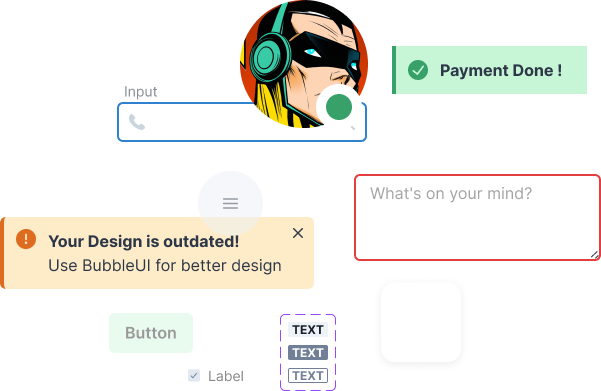 Input
Payment Done !
What's on your mind?
Your Design is outdated!
Use BubbleUI for better design
Button
Label
TEXT
TEXT
TEXT